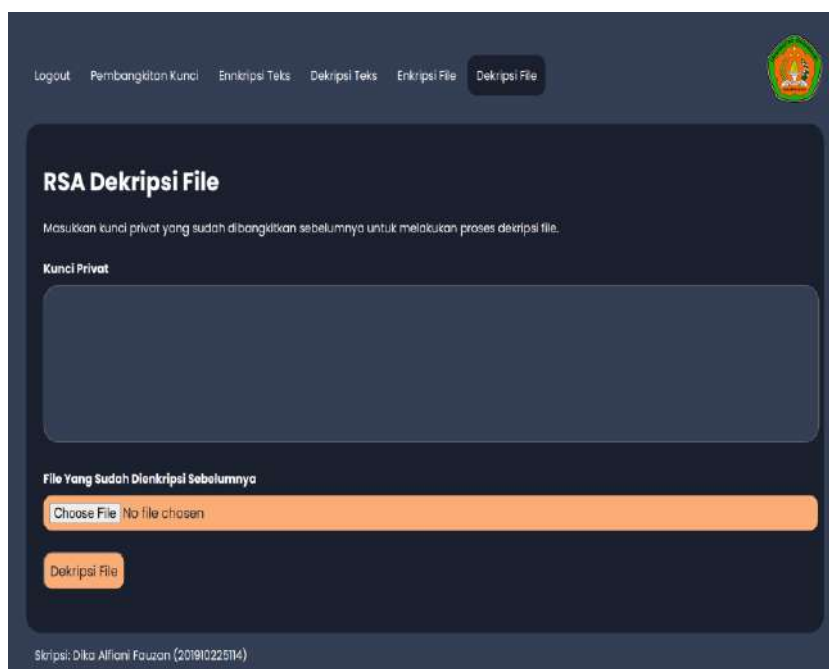 Logout Pembangkitan Kunci Ennkripsi Teks Dekripsi Teks Enkripsi File Dekripsi File
RSA Dekripsi File
Masukkan kunci privat yang sudah dibangkitkan sebelumnya untuk melakukan proses dekripsi file.
Kunci Privat
File Yang Sudah Dienkripsi Sebelumnya
Choose File No file chosen
Dekripsi File
Skripsi: Dika Alfiani Fauzan (201910225114)